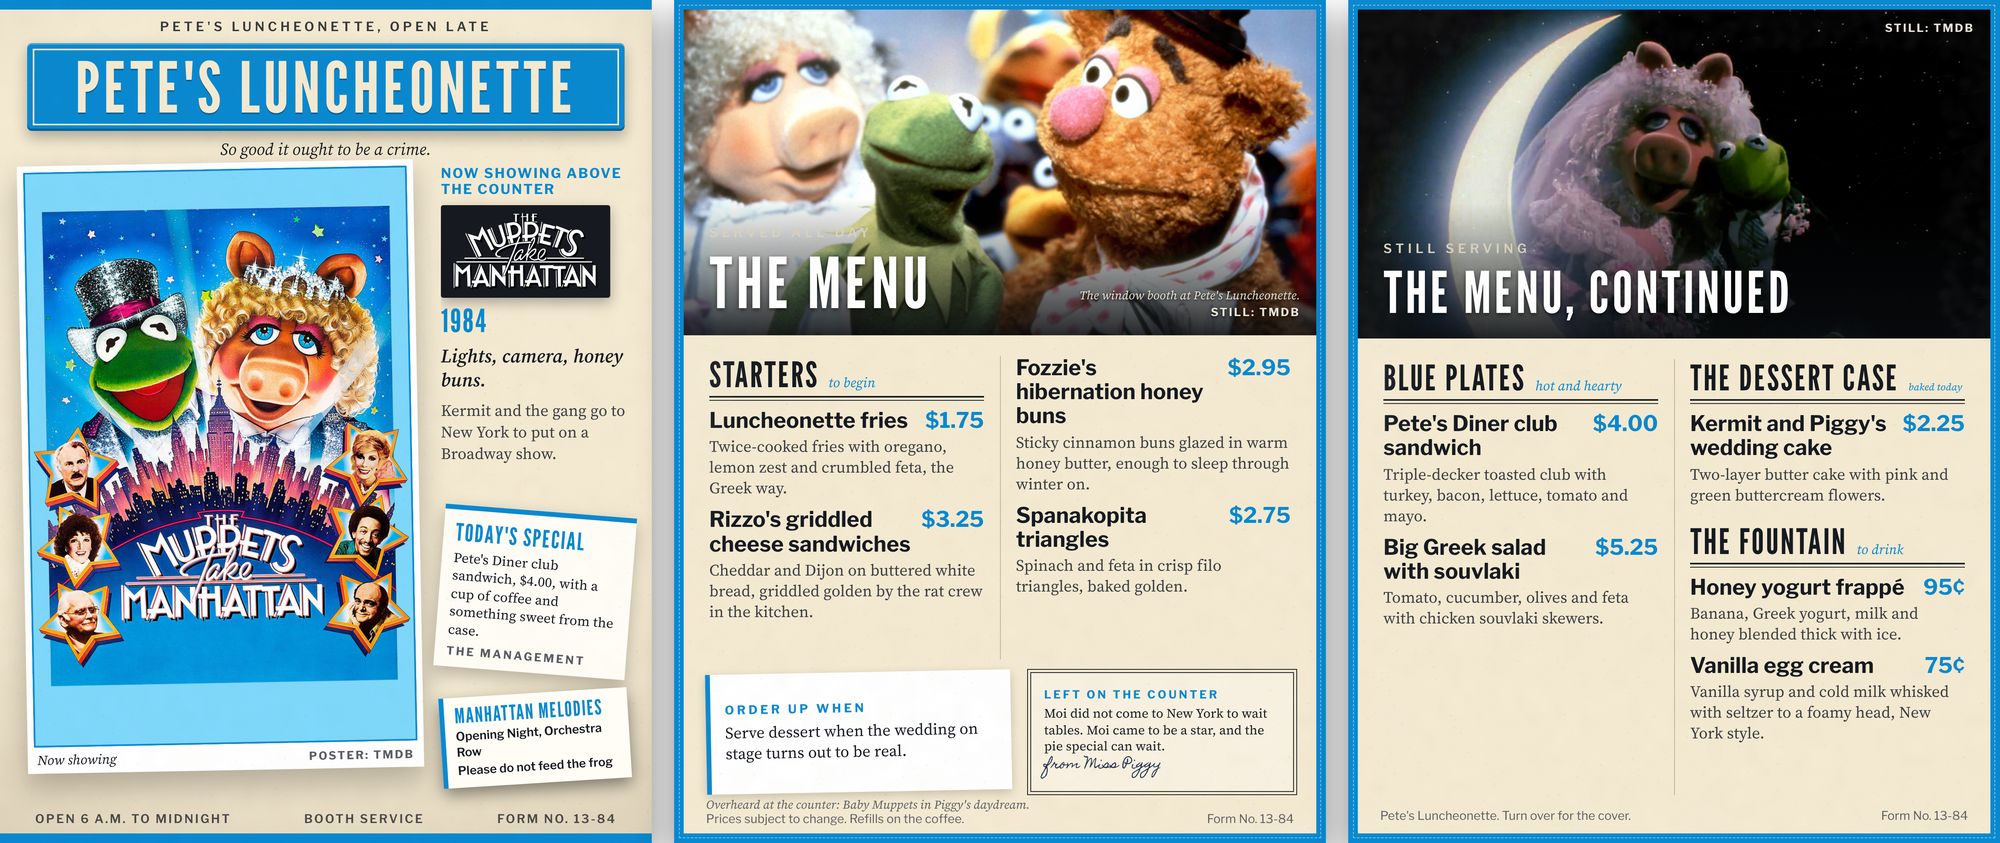 PETE'S LUNCHEONETTE, OPEN LATE
PETE'S LUNCHEONETTE
So good it ought to be a crime.
NOW SHOWING ABOVE
THE COUNTER
THE
MUPPETS
Take
MANHATTAN
1984
Lights, camera, honey
buns.
Kermit and the gang go to
New York to put on a
Broadway show.
THE
MUPPETS
Take
MANHATTAN
Now showing
POSTER: TMDB
TODAY'S SPECIAL
Pete's Diner club
sandwich, $4.00, with a
cup of coffee and
something sweet from the
case.
THE MANAGEMENT
MANHATTAN MELODIES
Opening Night, Orchestra
Row
Please do not feed the frog
OPEN 6 A.M. TO MIDNIGHT
BOOTH SERVICE
FORM NO. 13-84
SERVED ALL DAY
THE MENU
The window booth at Pete's Luncheonette.
STILL: TMDB
STARTERS to begin
Luncheonette fries $1.75
Twice-cooked fries with oregano,
lemon zest and crumbled feta, the
Greek way.
Rizzo's griddled $3.25
cheese sandwiches
Cheddar and Dijon on buttered white
bread, griddled golden by the rat crew
in the kitchen.
Fozzie's $2.95
hibernation honey
buns
Sticky cinnamon buns glazed in warm
honey butter, enough to sleep through
winter on.
Spanakopita $2.75
triangles
Spinach and feta in crisp filo
triangles, baked golden.
ORDER UP WHEN
Serve dessert when the wedding on
stage turns out to be real.
LEFT ON THE COUNTER
Moi did not come to New York to wait
tables. Moi came to be a star, and the
pie special can wait.
from Miss Piggy
Overheard at the counter: Baby Muppets in Piggy's daydream.
Prices subject to change. Refills on the coffee.
Form No. 13-84
STILL: TMDB
STILL SERVING
THE MENU, CONTINUED
BLUE PLATES hot and hearty
Pete's Diner club $4.00
sandwich
Triple-decker toasted club with
turkey, bacon, lettuce, tomato and
mayo.
Big Greek salad $5.25
with souvlaki
Tomato, cucumber, olives and feta
with chicken souvlaki skewers.
THE DESSERT CASE baked today
Kermit and Piggy's $2.25
wedding cake
Two-layer butter cake with pink and
green buttercream flowers.
THE FOUNTAIN to drink
Honey yogurt frappé 95¢
Banana, Greek yogurt, milk and
honey blended thick with ice.
Vanilla egg cream 75¢
Vanilla syrup and cold milk whisked
with seltzer to a foamy head, New
York style.
Pete's Luncheonette. Turn over for the cover.
Form No. 13-84